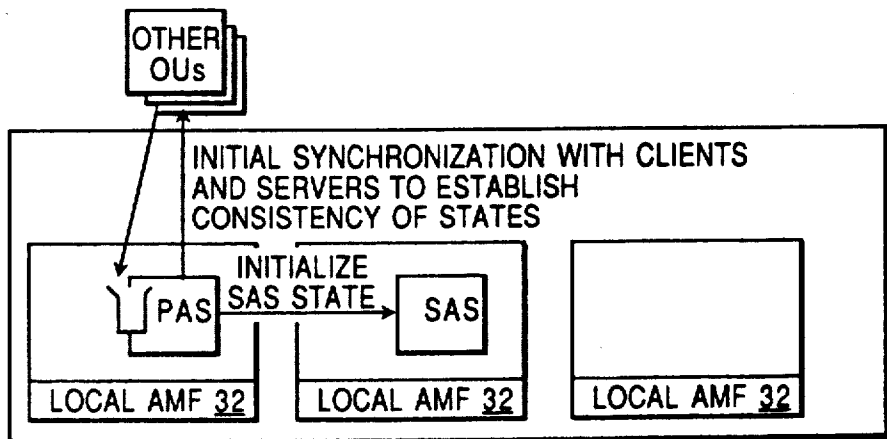 OTHER
OUs
INITIAL SYNCHRONIZATION WITH CLIENTS
AND SERVERS TO ESTABLISH
CONSISTENCY OF STATES
INITIALIZE
SAS STATE
PAS
SAS
LOCAL AMF 32
LOCAL AMF 32
LOCAL AMF 32